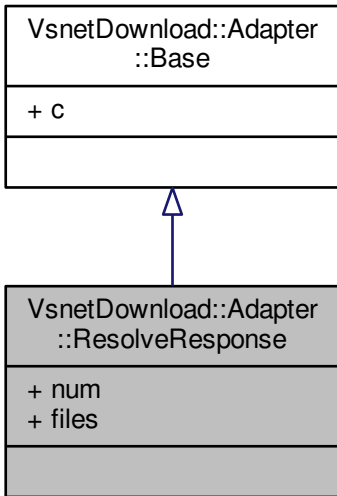 VsnetDownload::Adapter
::Base
+ c
VsnetDownload::Adapter
::ResolveResponse
+ num
+ files